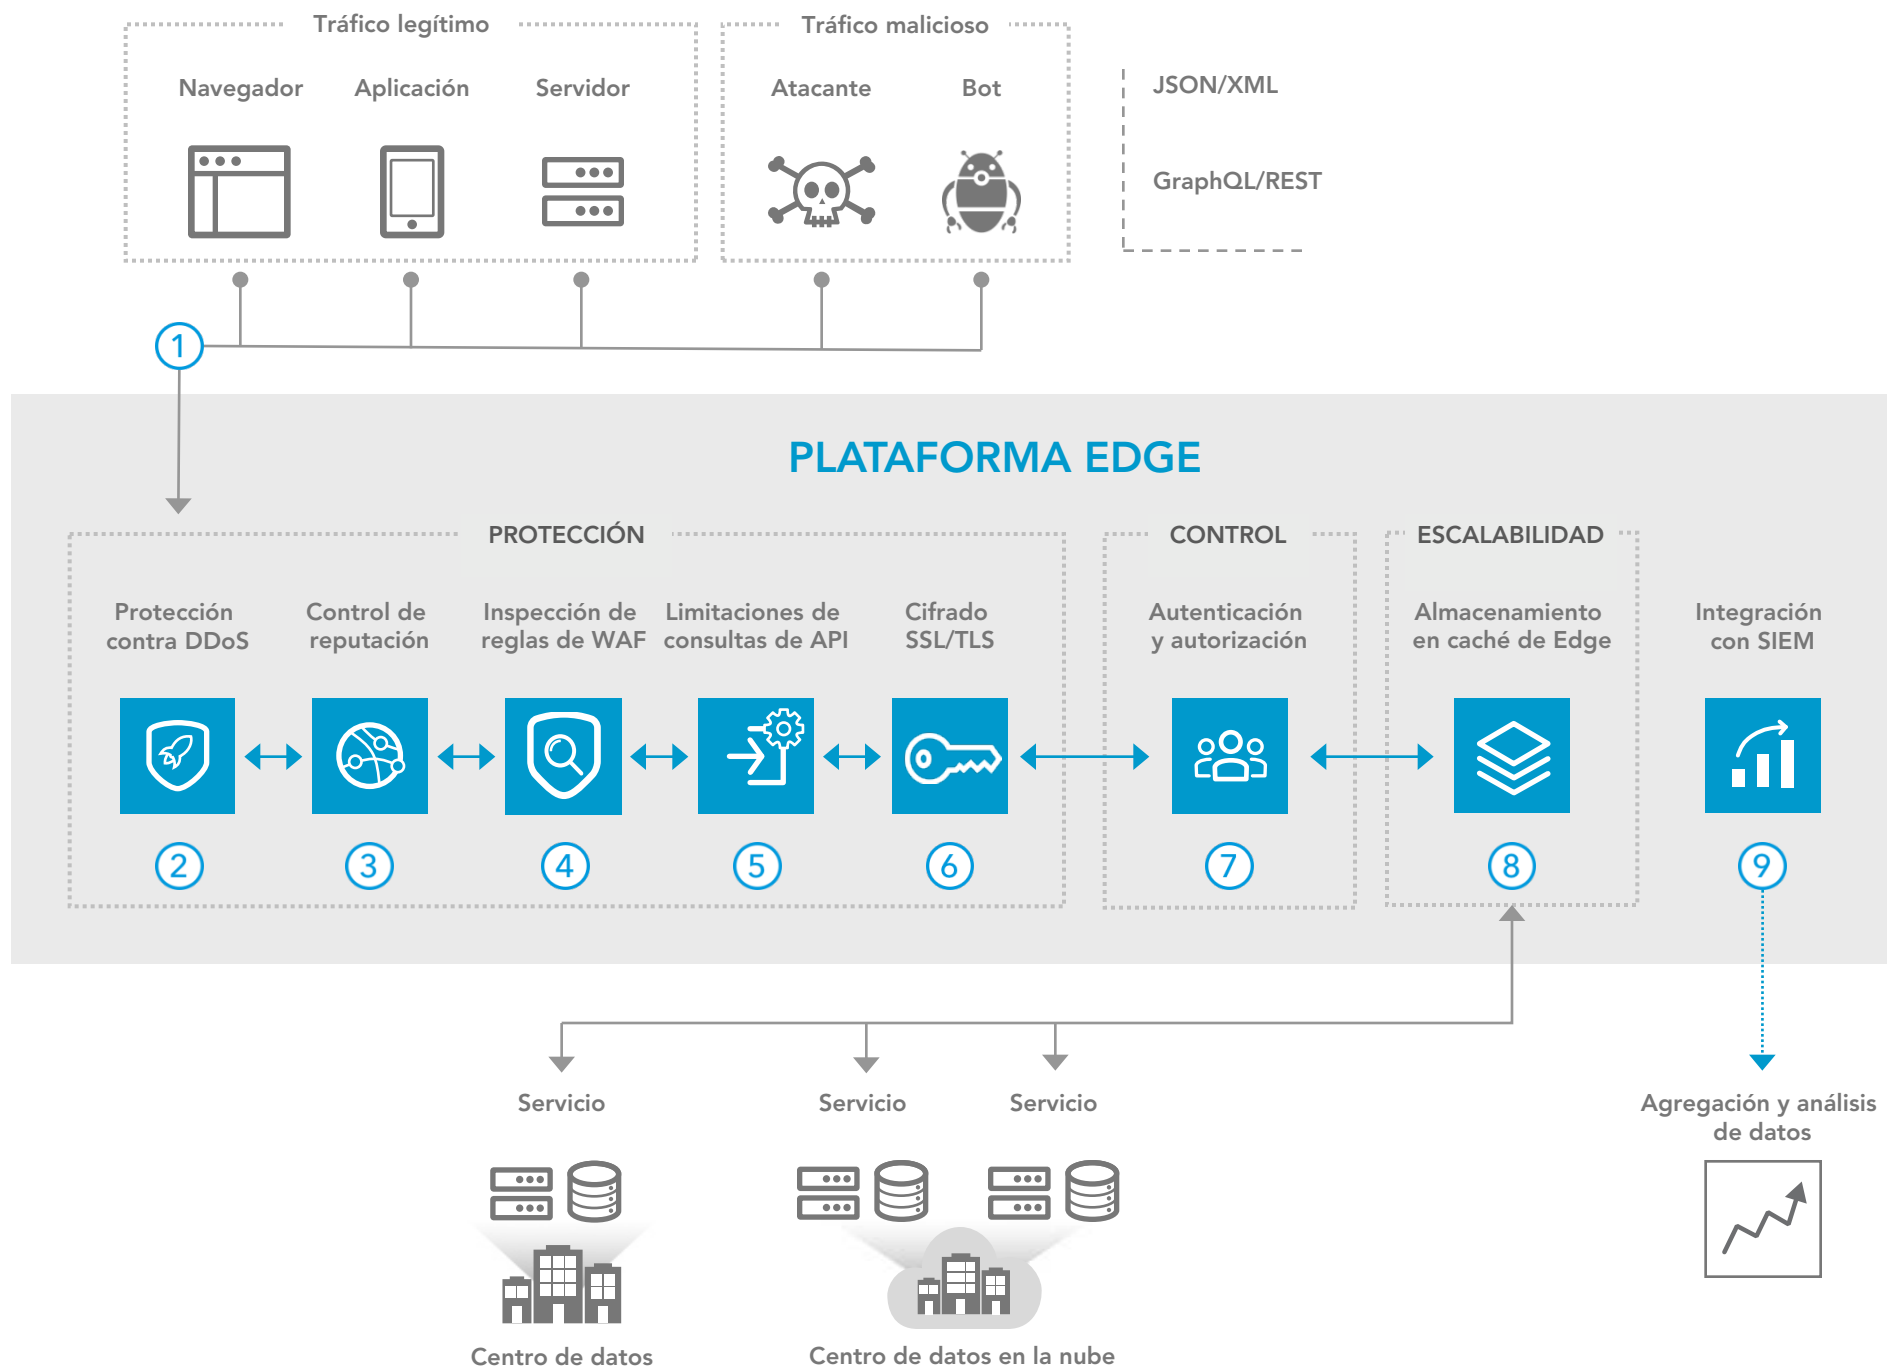 Tráfico legítimo
Tráfico malicioso
Navegador
Aplicación
Servidor
Atacante
Bot
JSON/XML
GraphQL/REST
1
PLATAFORMA EDGE
PROTECCIÓN
CONTROL
ESCALABILIDAD
Protección
contra DDoS
Control de
reputación
Inspección de
reglas de WAF
Limitaciones de
consultas de API
Cifrado
SSL/TLS
Autenticación
y autorización
Almacenamiento
en caché de Edge
Integración
con SIEM
2
3
4
5
6
7
8
9
Servicio
Servicio
Servicio
Agregación y análisis
de datos
Centro de datos
Centro de datos en la nube